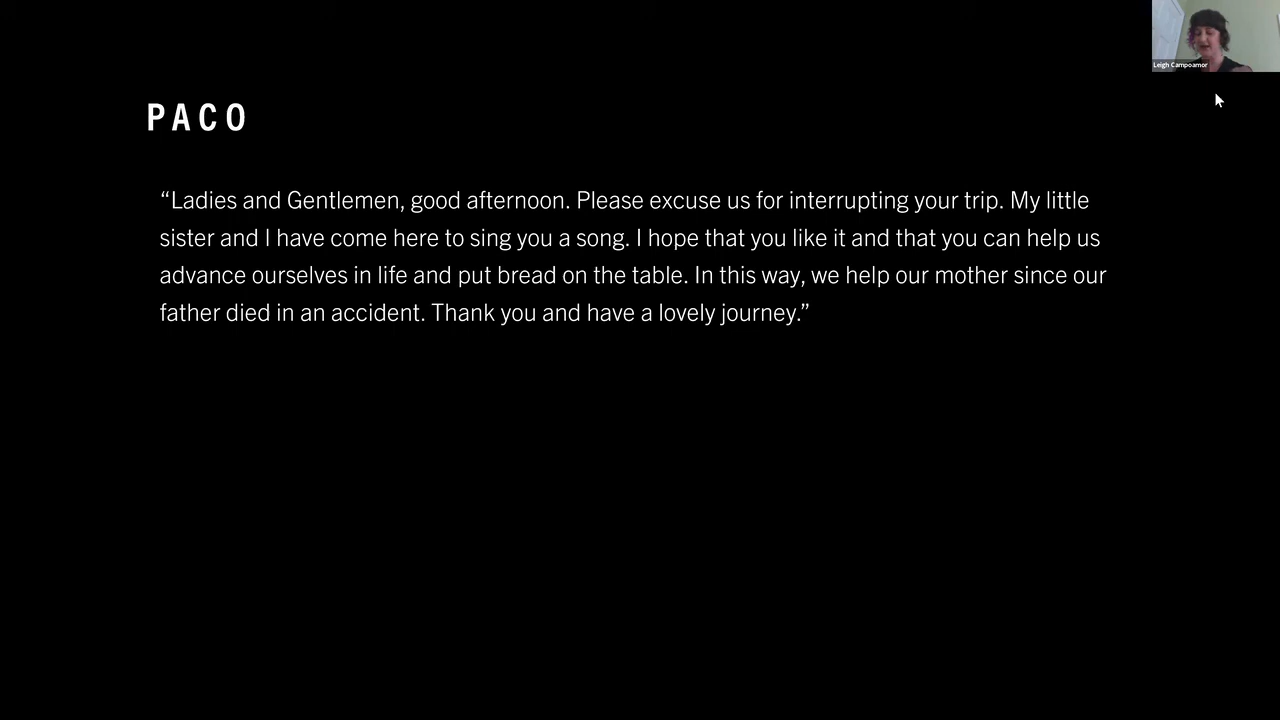 Leigh Campoamor
PACO
“Ladies and Gentlemen, good afternoon. Please excuse us for interrupting your trip. My little
sister and I have come here to sing you a song. I hope that you like it and that you can help us
advance ourselves in life and put bread on the table. In this way, we help our mother since our
father died in an accident. Thank you and have a lovely journey.”